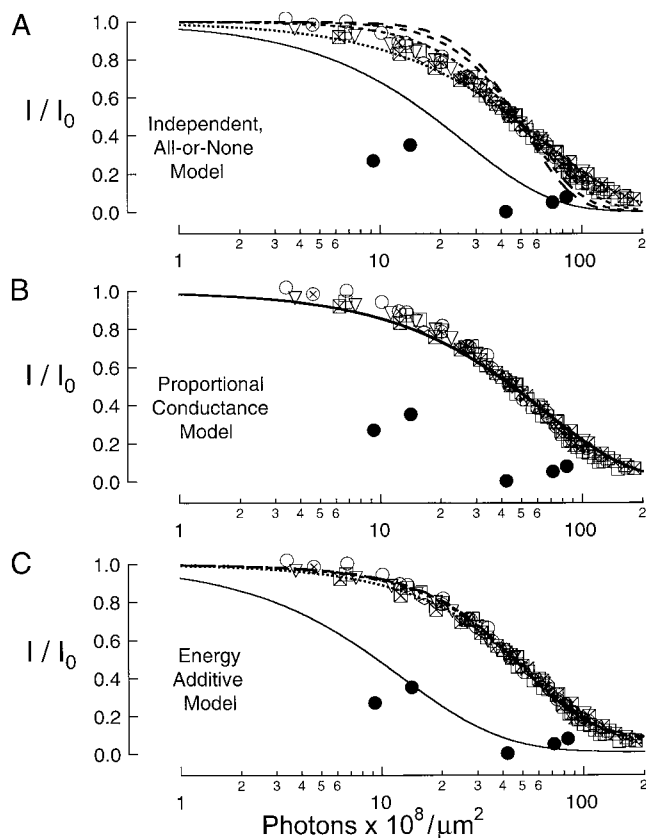 A
1.0
0.8
0.6
0.4
0.2
0.0
I / I0
Independent,
All-or-None
Model
2 3 4 5 6 2 3 4 5 6 2
1 10 100
B
1.0
0.8
0.6
0.4
0.2
0.0
I / I0
Proportional
Conductance
Model
2 3 4 5 6 2 3 4 5 6 2
1 10 100
C
1.0
0.8
0.6
0.4
0.2
0.0
I / I0
Energy
Additive
Model
2 3 4 5 6 2 3 4 5 6 2
1 10 100
Photons x 10^8/μm^2